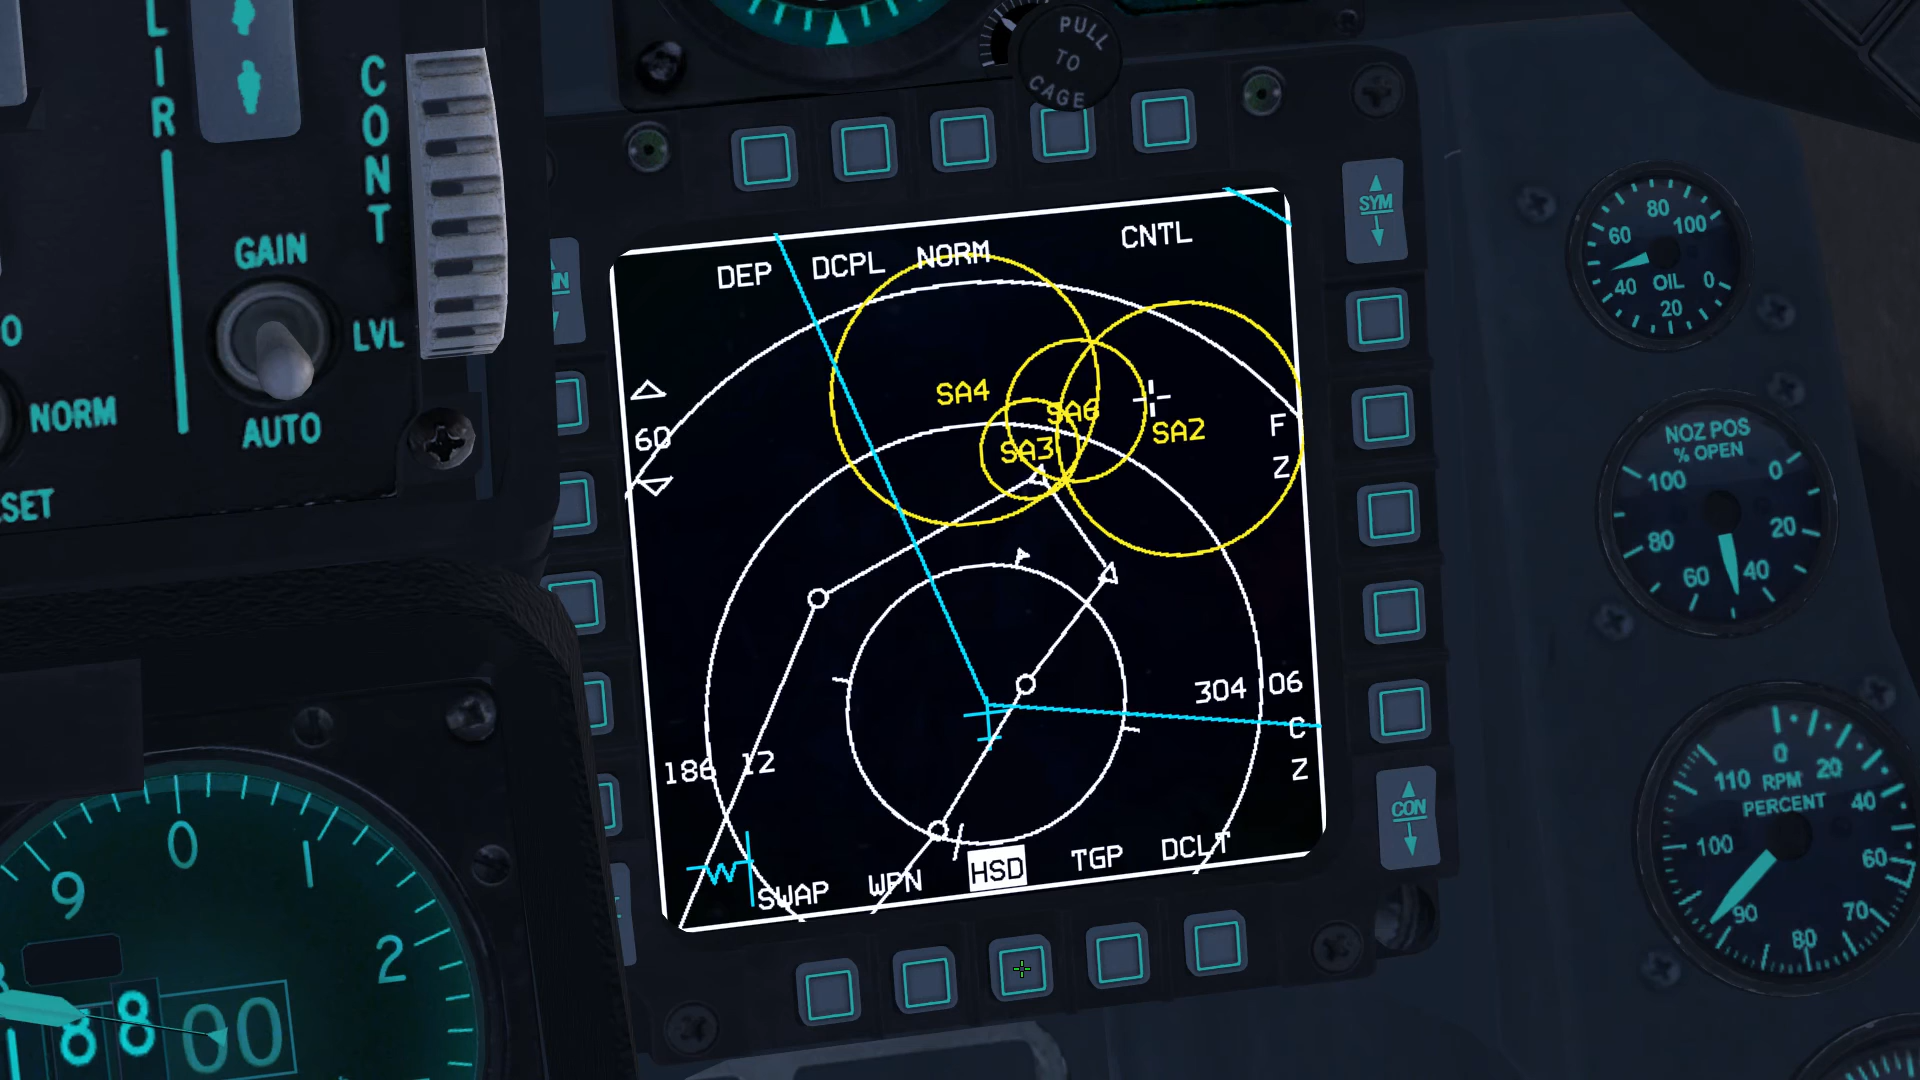 LIR
CONT
GAIN
LVL
NORM
AUTO
SET
PULL
TO
CAGE
SYM
DEP DCPL NORM CNTL
60
SA4
SA6
SA2
SA3
F
Z
304 06
C
Z
186 12
SWAP WPN HSD TGP DCLT
CON
80
100
60
40 OIL 0
20
NOZ POS
% OPEN
100 0
80 20
60 40
0
110 RPM 20
PERCENT 40
100 60
90 70
80
0
9 1
2
88 00